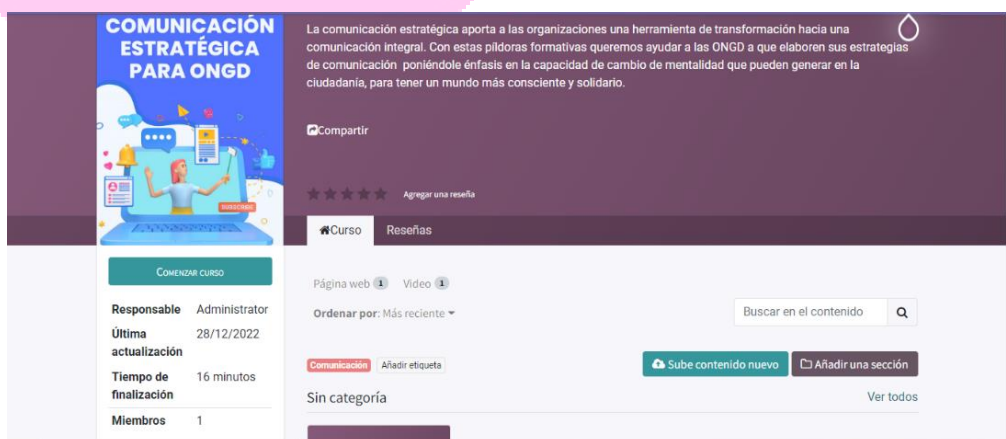 COMUNICACIÓN
ESTRATÉGICA
PARA ONGD
SUBSCRIBE
La comunicación estratégica aporta a las organizaciones una herramienta de transformación hacia una
comunicación integral. Con estas píldoras formativas queremos ayudar a las ONGD a que elaboren sus estrategias
de comunicación poniéndole énfasis en la capacidad de cambio de mentalidad que pueden generar en la
ciudadanía, para tener un mundo más consciente y solidario.
Compartir
Agregar una reseña
Curso Reseñas
COMENZAR CURSO
Responsable Administrator
Última actualización 28/12/2022
Tiempo de finalización 16 minutos
Miembros 1
Página web 1 Video 1
Ordenar por: Más reciente
Buscar en el contenido
Comunicación Añadir etiqueta
Sube contenido nuevo Añadir una sección
Sin categoría Ver todos